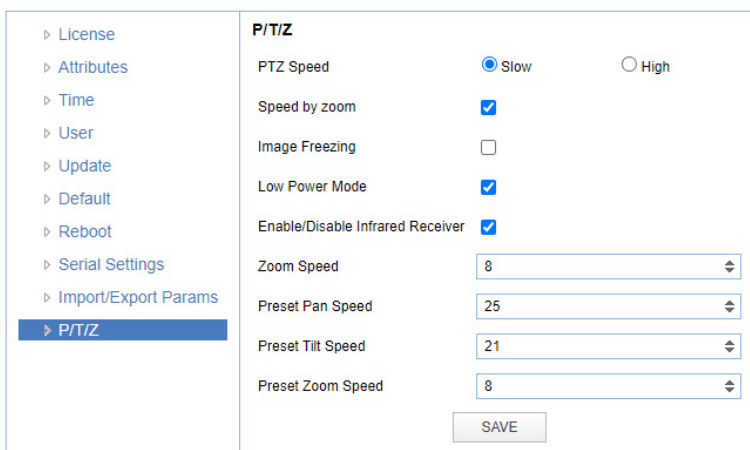 License
Attributes
Time
User
Update
Default
Reboot
Serial Settings
Import/Export Params
P/T/Z
P/T/Z
PTZ Speed Slow High
Speed by zoom
Image Freezing
Low Power Mode
Enable/Disable Infrared Receiver
Zoom Speed 8
Preset Pan Speed 25
Preset Tilt Speed 21
Preset Zoom Speed 8
SAVE